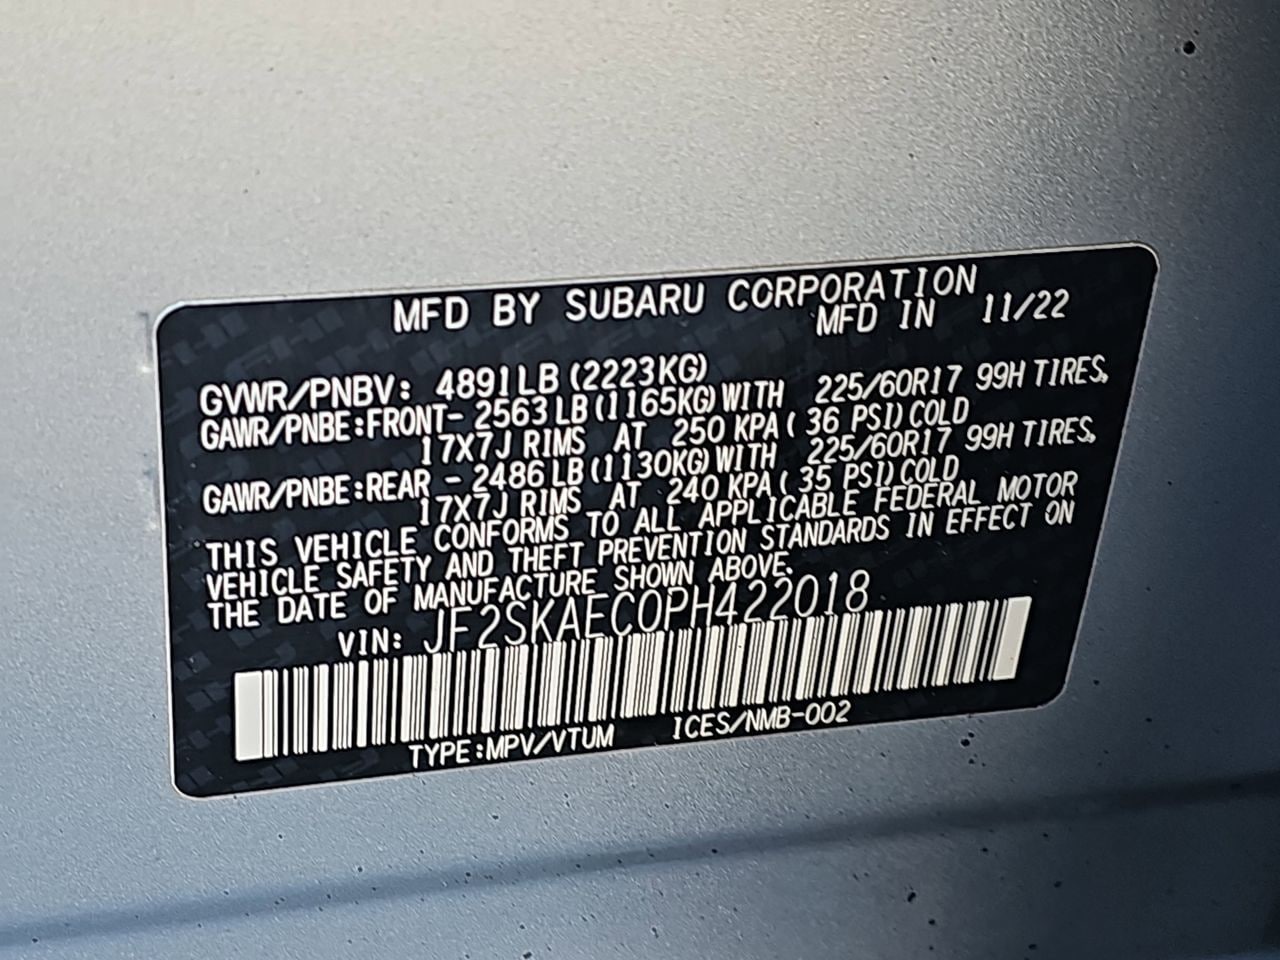 MFD BY SUBARU CORPORATION
MFD IN 11/22
GVWR/PNBV: 4891LB (2223KG)
GAWR/PNBE:FRONT- 2563LB(1165KG)WITH 225/60R17 99H TIRES,
17X7J RIMS AT 250 KPA( 36 PSI)COLD
GAWR/PNBE:REAR - 2486LB(1130KG)WITH 225/60R17 99H TIRES,
17X7J RIMS AT 240 KPA( 35 PSI)COLD
THIS VEHICLE CONFORMS TO ALL APPLICABLE FEDERAL MOTOR
VEHICLE SAFETY AND THEFT PREVENTION STANDARDS IN EFFECT ON
THE DATE OF MANUFACTURE SHOWN ABOVE.
VIN: JF2SKAEC0PH422018
TYPE:MPV/VTUM ICES/NMB-002